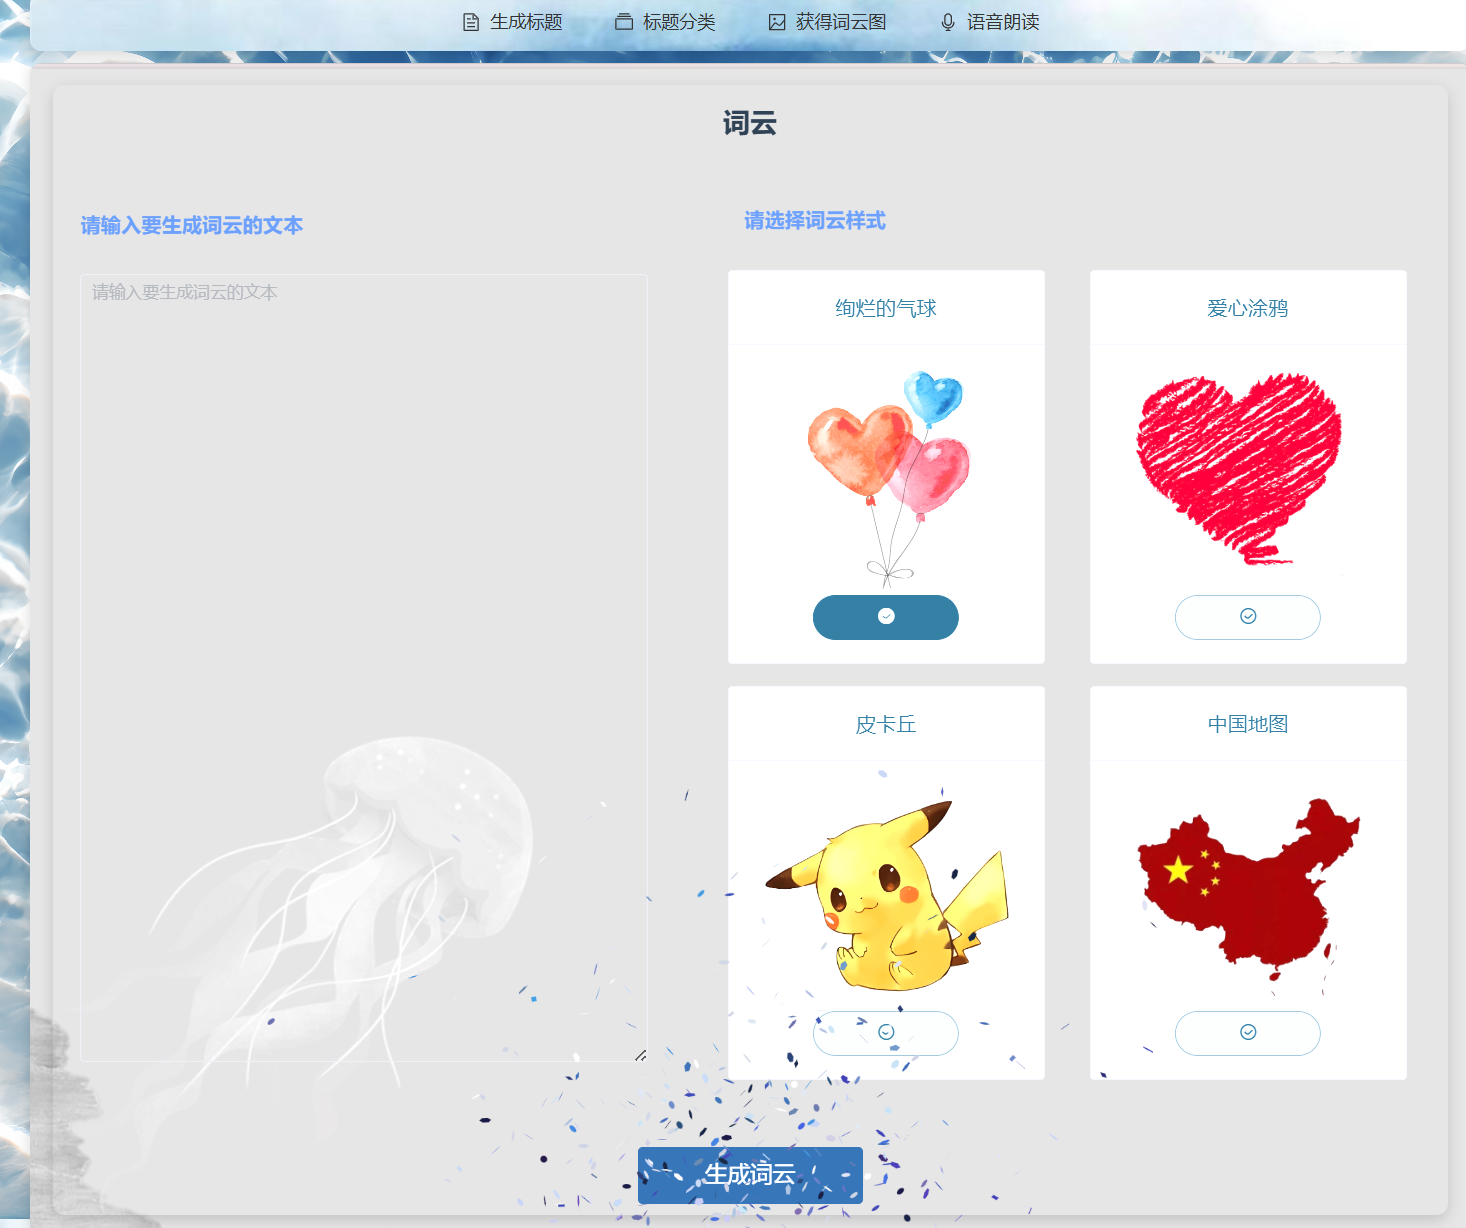 生成标题
标题分类
获得词云图
语音朗读
词云
请输入要生成词云的文本
请输入要生成词云的文本
请选择词云样式
绚烂的气球
爱心涂鸦
皮卡丘
中国地图
生成词云